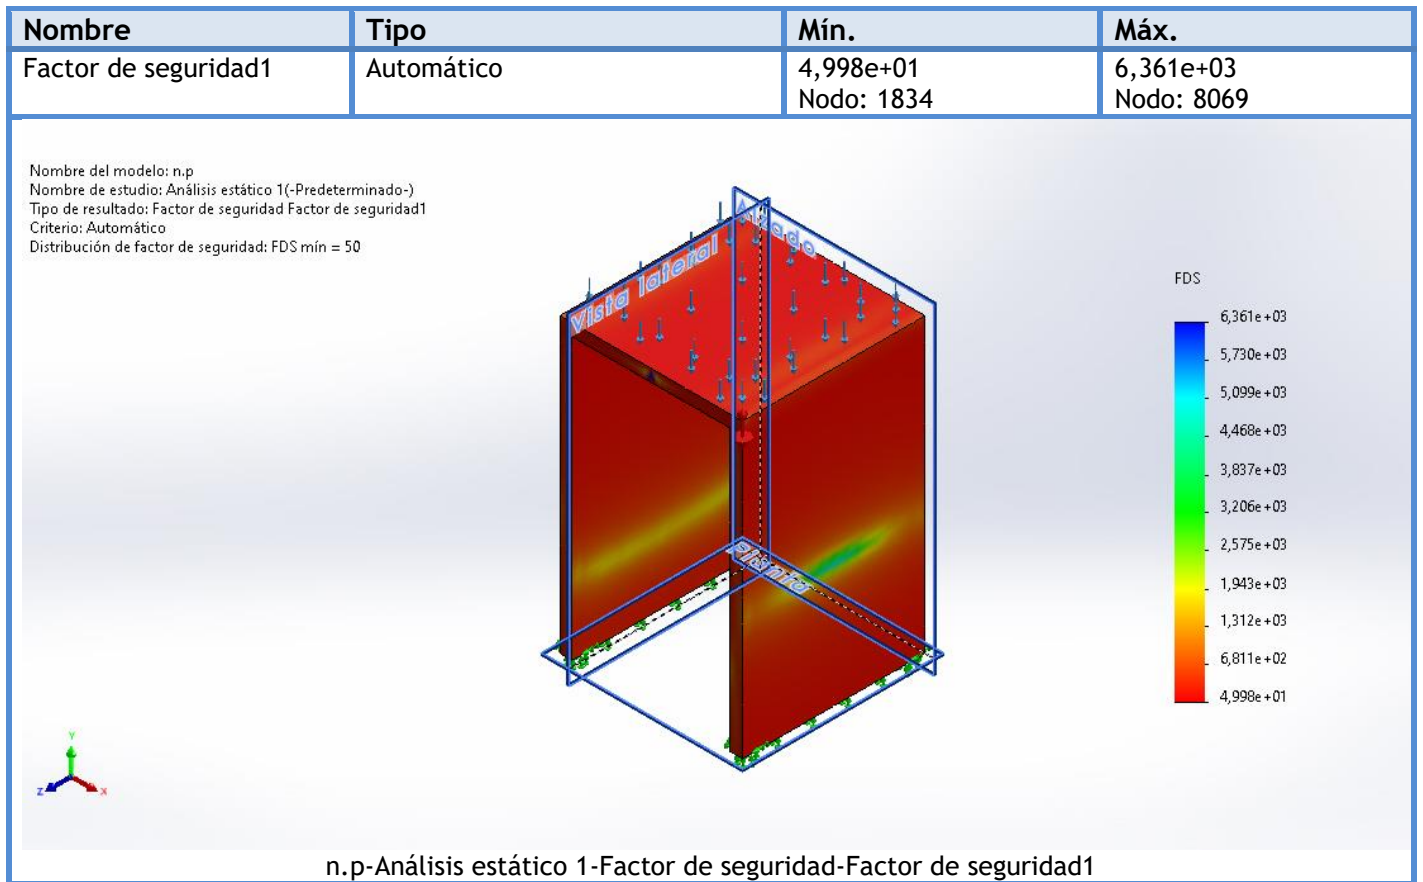 Nombre Tipo Mín. Máx.
Factor de seguridad1 Automático 4,998e+01 6,361e+03
Nodo: 1834 Nodo: 8069
Nombre del modelo: n.p
Nombre de estudio: Análisis estático 1(-Predeterminado-)
Tipo de resultado: Factor de seguridad Factor de seguridad1
Criterio: Automático
Distribución de factor de seguridad: FDS mín = 50
Alzado
Vista lateral
Planta
FDS
6,361e+03
5,730e+03
5,099e+03
4,468e+03
3,837e+03
3,206e+03
2,575e+03
1,943e+03
1,312e+03
6,811e+02
4,998e+01
Y
Z
X
n.p-Análisis estático 1-Factor de seguridad-Factor de seguridad1